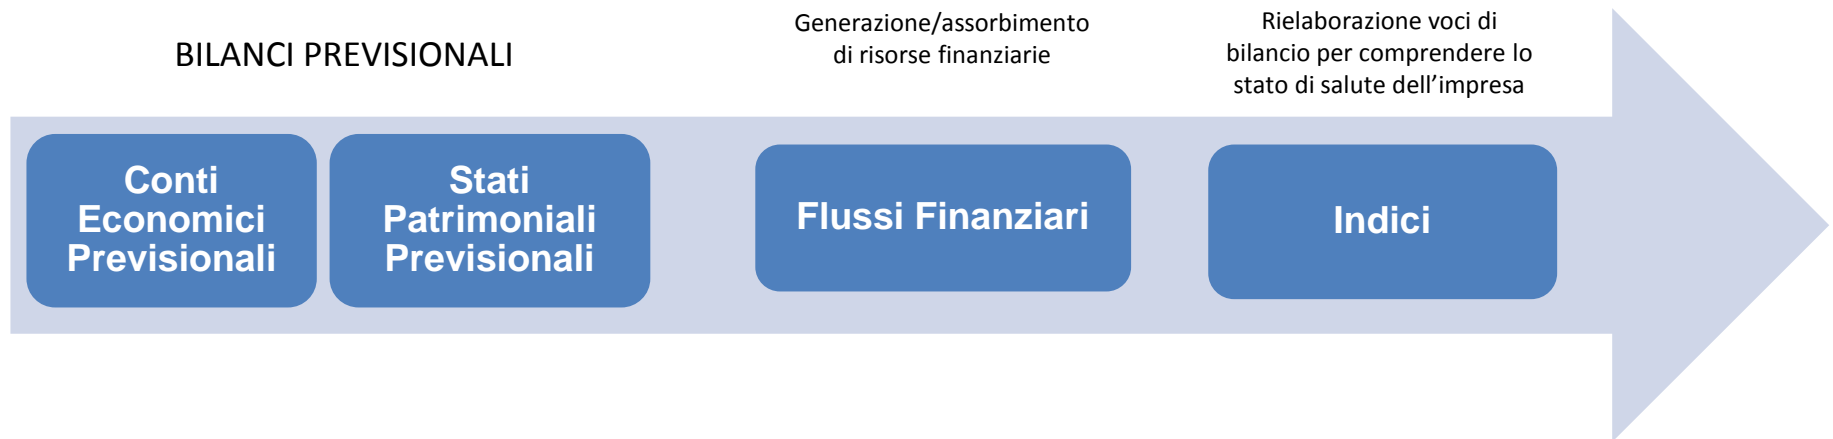 BILANCI PREVISIONALI
Generazione/assorbimento
di risorse finanziarie
Rielaborazione voci di
bilancio per comprendere lo
stato di salute dell’impresa
Conti
Economici
Previsionali
Stati
Patrimoniali
Previsionali
Flussi Finanziari
Indici